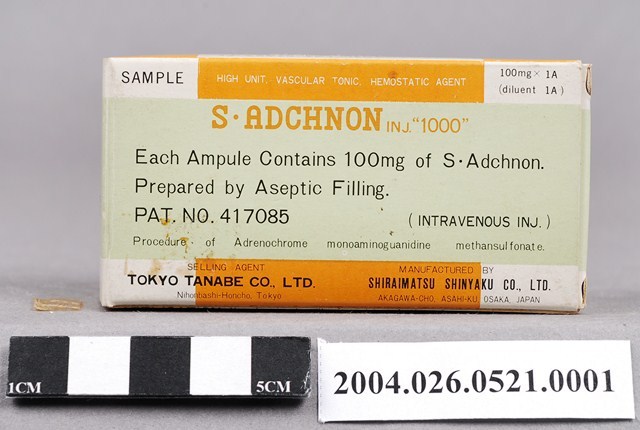 SAMPLE
HIGH UNIT. VASCULAR TONIC, HEMOSTATIC AGENT
100mg × 1A
(diluent 1A)
S·ADCHNON INJ."1000"
Each Ampule Contains 100mg of S·Adchnon.
Prepared by Aseptic Filling.
PAT. NO. 417085 (INTRAVENOUS INJ.)
Procedure of Adrenochrome monoaminoguanidine methansulfonate.
SELLING AGENT
TOKYO TANABE CO., LTD.
Nihonbashi-Honcho, Tokyo
MANUFACTURED BY
SHIRAIMATSU SHINYAKU CO., LTD.
AKAGAWA-CHO, ASAHI-KU, OSAKA, JAPAN
1CM 5CM
2004.026.0521.0001